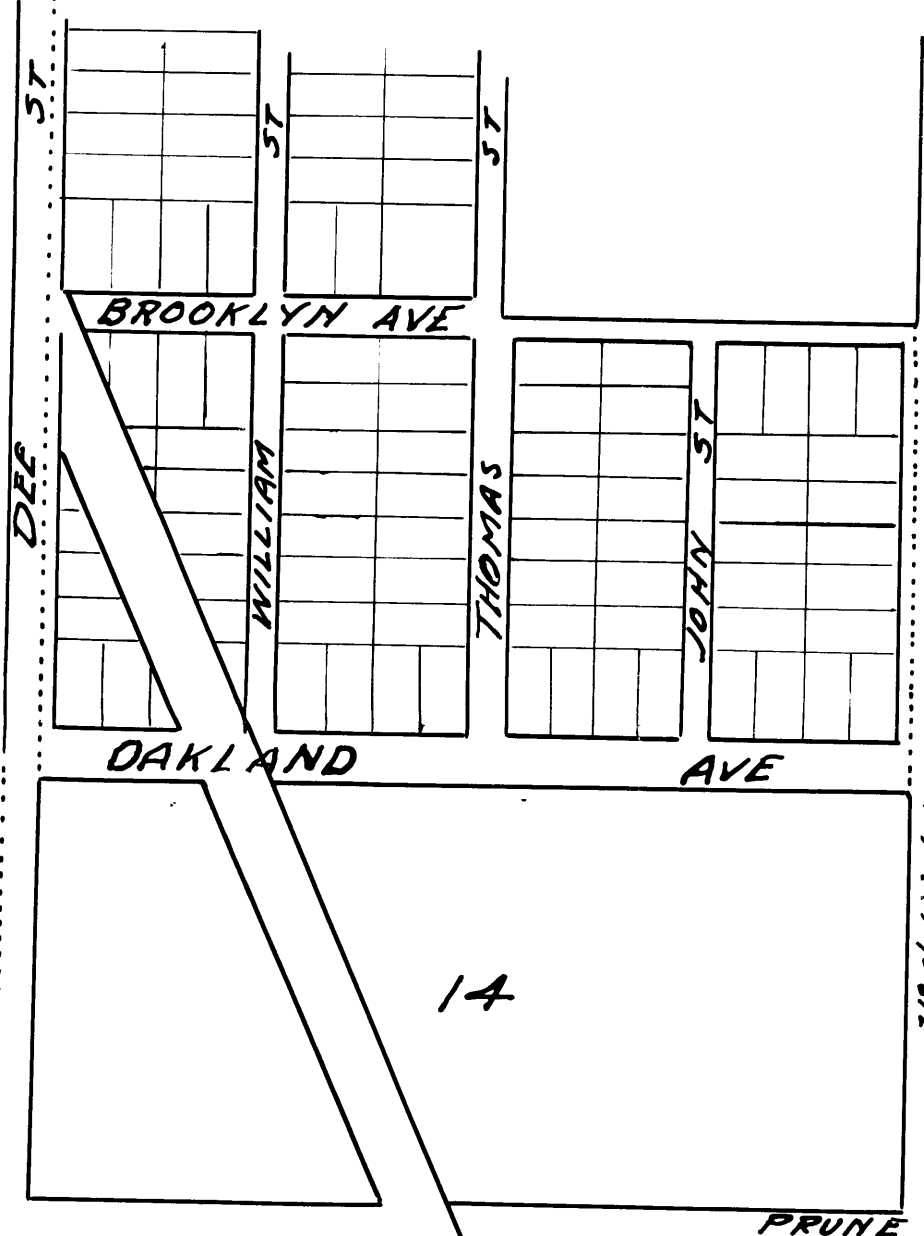 DEE ST
ST
ST
BROOKLYN AVE
WILLIAM
THOMAS
JOHN ST
OAKLAND AVE
14
PRUNE